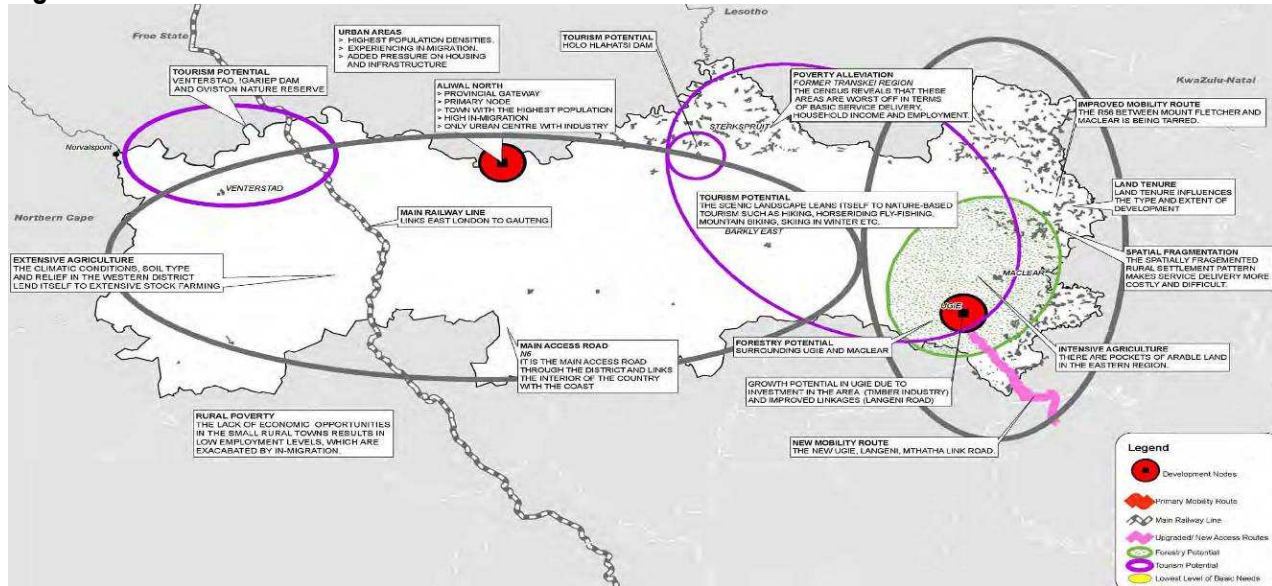 Lesotho
Free State
KwaZulu-Natal
URBAN AREAS
> HIGHEST POPULATION DENSITIES.
> EXPERIENCING IN-MIGRATION.
> ADDED PRESSURE ON HOUSING
AND INFRASTRUCTURE
TOURISM POTENTIAL
HOLO HLAHATSI DAM
TOURISM POTENTIAL
VENTERSTAD, !GARIEP DAM
AND OVISTON NATURE RESERVE
ALIWAL NORTH
> PROVINCIAL GATEWAY
> PRIMARY NODE
> TOWN WITH THE HIGHEST POPULATION
> HIGH IN-MIGRATION
> ONLY URBAN CENTRE WITH INDUSTRY
POVERTY ALLEVIATION
FORMER TRANSKEI REGION
THE CENSUS REVEALS THAT THESE
AREAS ARE WORST OFF IN TERMS
OF BASIC SERVICE DELIVERY,
HOUSEHOLD INCOME AND EMPLOYMENT.
IMPROVED MOBILITY ROUTE
THE R56 BETWEEN MOUNT FLETCHER AND
MACLEAR IS BEING TARRED.
STERKSPRUIT
Norvalspont
VENTERSTAD
Northern Cape
MAIN RAILWAY LINE
LINKS EAST LONDON TO GAUTENG
TOURISM POTENTIAL
THE SCENIC LANDSCAPE LEANS ITSELF TO NATURE-BASED
TOURISM SUCH AS HIKING, HORSERIDING FLY-FISHING,
MOUNTAIN BIKING, SKIING IN WINTER ETC.
BARKLY EAST
LAND TENURE
LAND TENURE INFLUENCES
THE TYPE AND EXTENT OF
DEVELOPMENT
SPATIAL FRAGMENTATION
THE SPATIALLY FRAGEMENTED
RURAL SETTLEMENT PATTERN
MAKES SERVICE DELIVERY MORE
COSTLY AND DIFFICULT.
EXTENSIVE AGRICULTURE
THE CLIMATIC CONDITIONS, SOIL TYPE
AND RELIEF IN THE WESTERN DISTRICT
LEND ITSELF TO EXTENSIVE STOCK FARMING
MACLEAR
UGIE
MAIN ACCESS ROAD
N6
IT IS THE MAIN ACCESS ROAD
THROUGH THE DISTRICT AND LINKS
THE INTERIOR OF THE COUNTRY
WITH THE COAST
FORESTRY POTENTIAL
SURROUNDING UGIE AND MACLEAR
INTENSIVE AGRICULTURE
THERE ARE POCKETS OF ARABLE LAND
IN THE EASTERN REGION.
GROWTH POTENTIAL IN UGIE DUE TO
INVESTMENT IN THE AREA (TIMBER INDUSTRY)
AND IMPROVED LINKAGES (LANGENI ROAD)
RURAL POVERTY
THE LACK OF ECONOMIC OPPORTUNITIES
IN THE SMALL RURAL TOWNS RESULTS IN
LOW EMPLOYMENT LEVELS, WHICH ARE
EXACABATED BY IN-MIGRATION.
NEW MOBILITY ROUTE
THE NEW UGIE, LANGENI, MTHATHA LINK ROAD.
Legend
Development Nodes
Primary Mobility Route
Main Railway Line
Upgraded/ New Access Routes
Forestry Potential
Tourism Potential
Lowest Level of Basic Needs